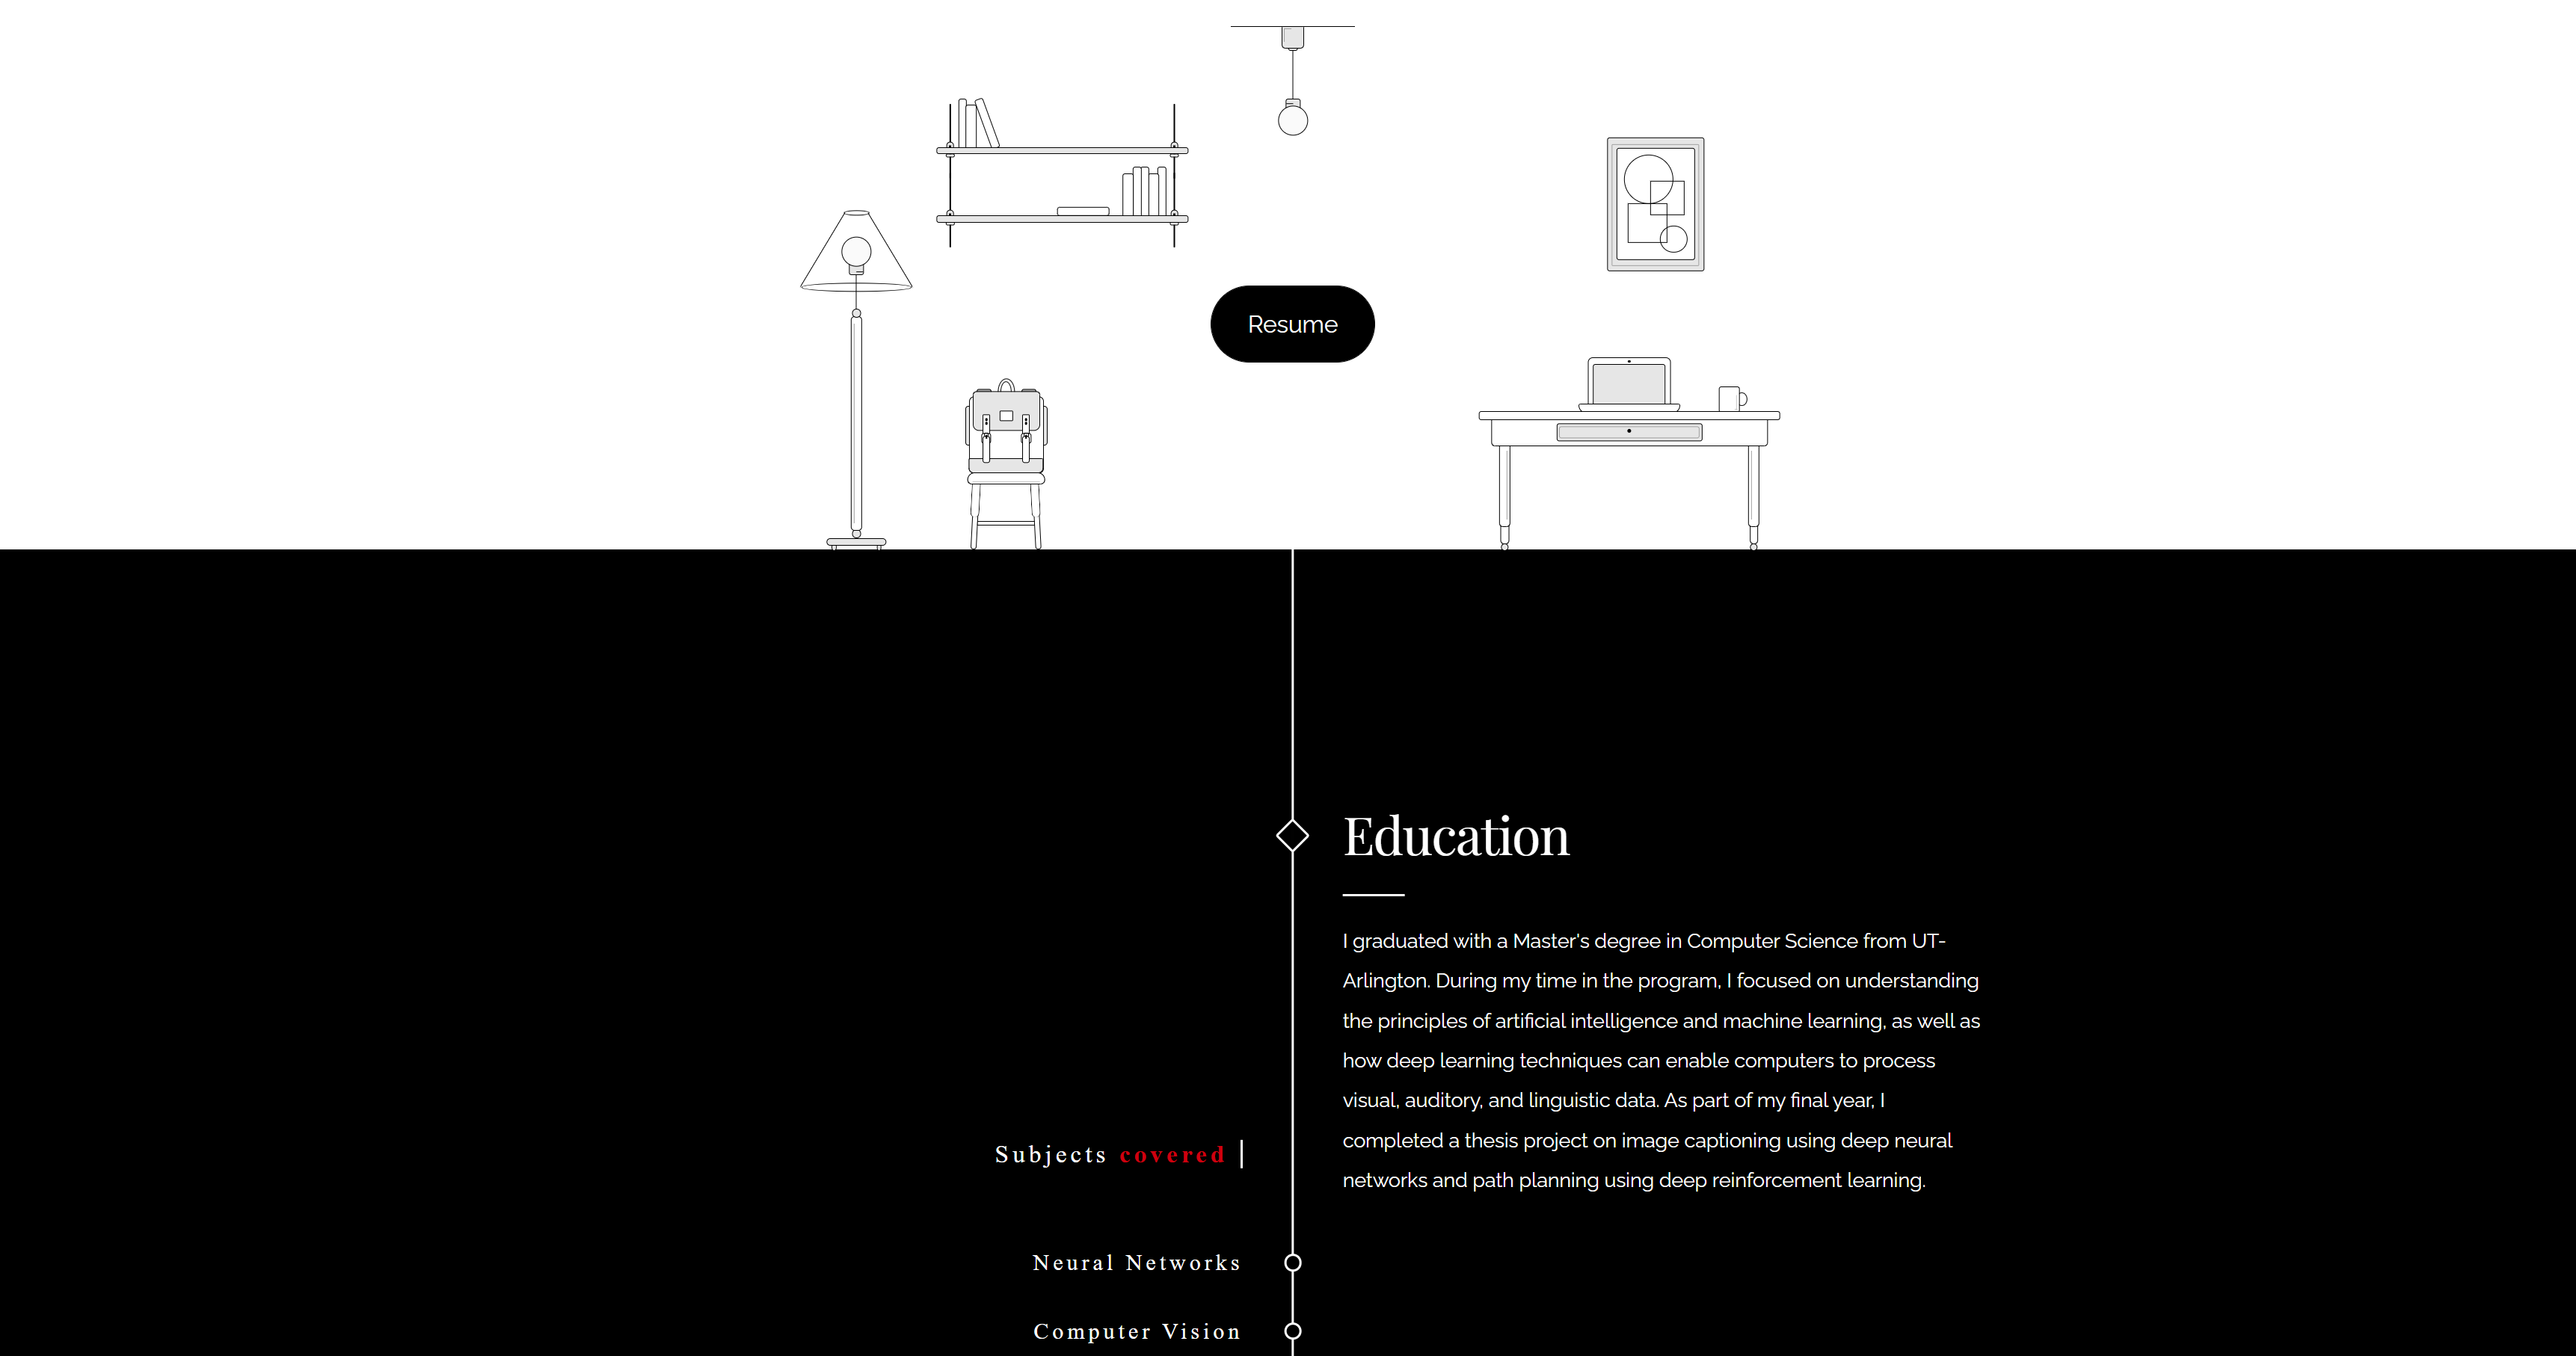 Resume
Education
I graduated with a Master's degree in Computer Science from UT-
Arlington. During my time in the program, I focused on understanding
the principles of artificial intelligence and machine learning, as well as
how deep learning techniques can enable computers to process
visual, auditory, and linguistic data. As part of my final year, I
completed a thesis project on image captioning using deep neural
networks and path planning using deep reinforcement learning.
Subjects covered
Neural Networks
Computer Vision